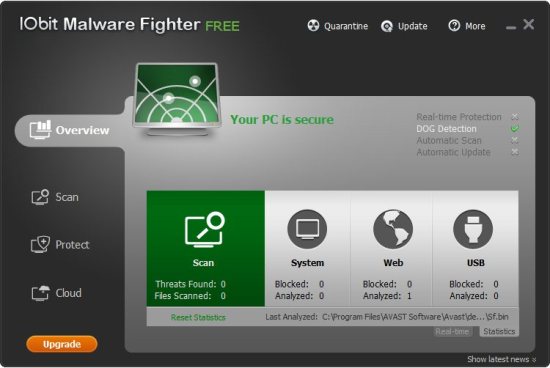 IObit Malware Fighter FREE
Quarantine Update More
Your PC is secure
Real-time Protection
DOG Detection
Automatic Scan
Automatic Update
Overview
Scan
Protect
Cloud
Upgrade
Scan
Threats Found: 0
Files Scanned: 0
System
Blocked: 0
Analyzed: 0
Web
Blocked: 0
Analyzed: 1
USB
Blocked: 0
Analyzed: 0
Reset Statistics
Last Analyzed: C:\Program Files\AVAST Software\Avast\de...\Sf.bin
Real-time Statistics
Show latest news